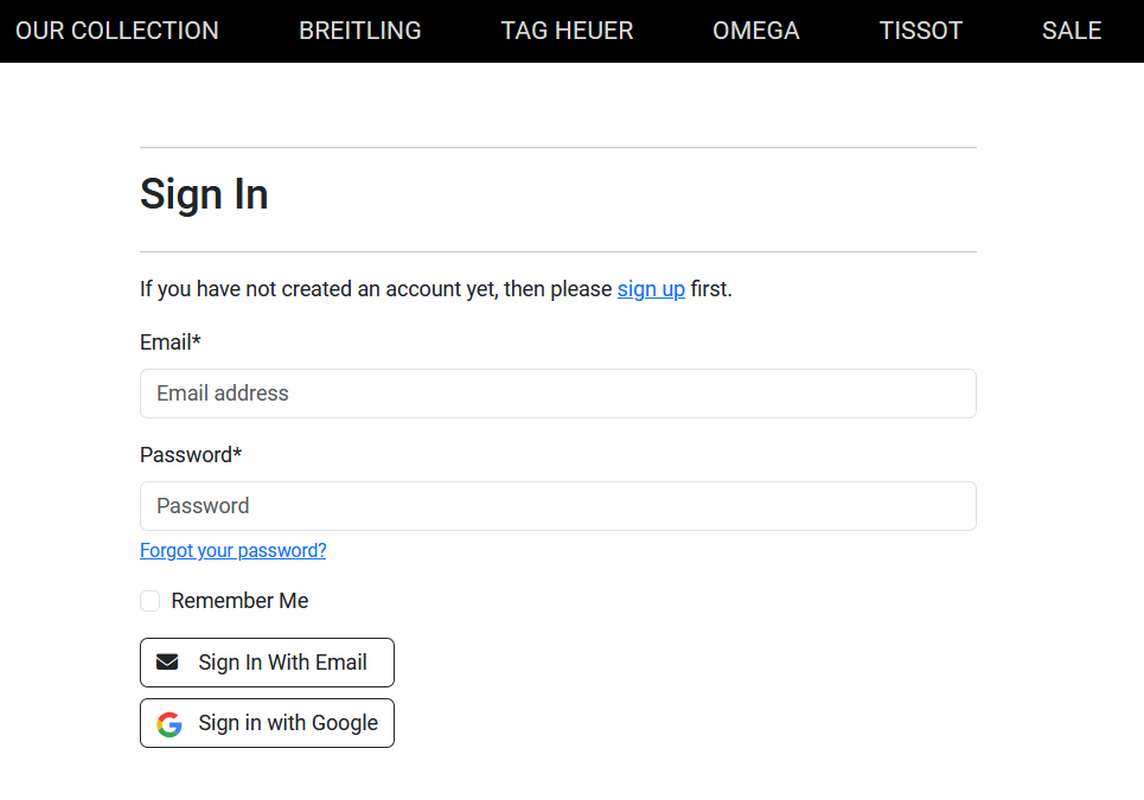 OUR COLLECTION BREITLING TAG HEUER OMEGA TISSOT SALE
Sign In
If you have not created an account yet, then please sign up first.
Email*
Email address
Password*
Password
Forgot your password?
Remember Me
Sign In With Email
Sign in with Google